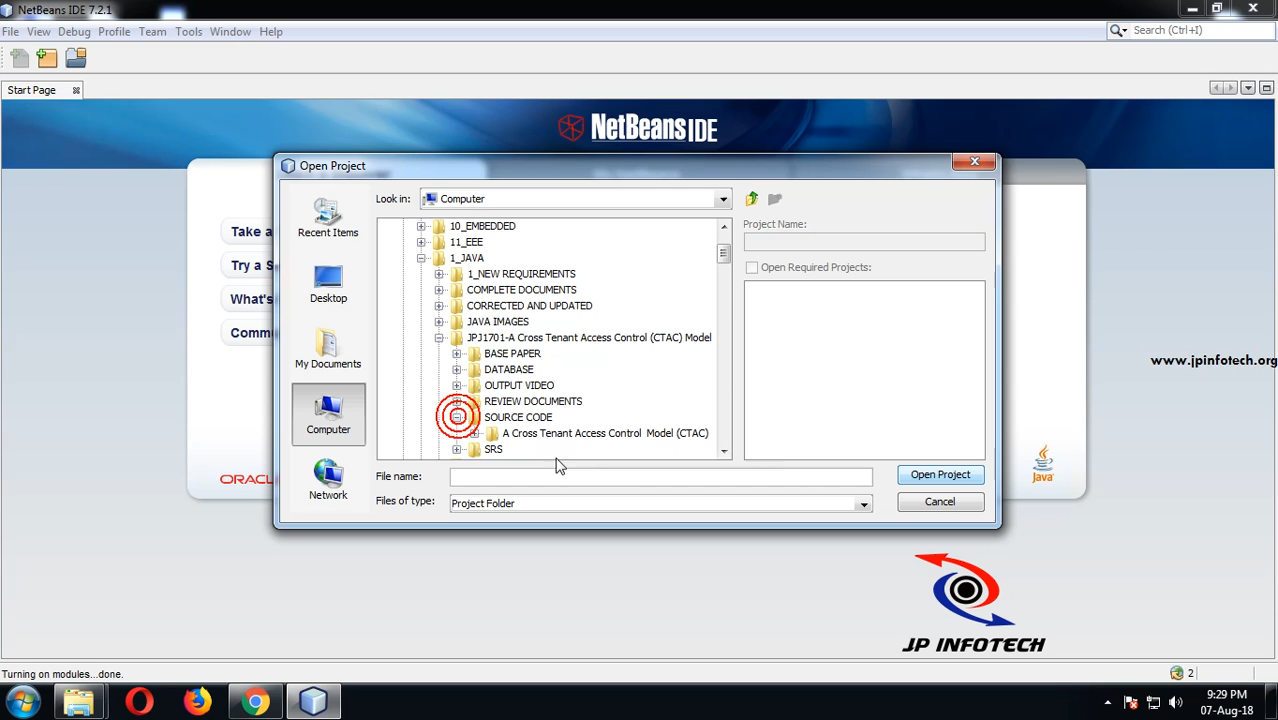 NetBeans IDE 7.2.1
File View Debug Profile Team Tools Window Help
Search (Ctrl+I)
Start Page
NetBeans IDE
Open Project
Look in: Computer
Recent Items
Desktop
My Documents
Computer
Network
10_EMBEDDED
11_EEE
1_JAVA
1_NEW REQUIREMENTS
COMPLETE DOCUMENTS
CORRECTED AND UPDATED
JAVA IMAGES
JPJ1701-A Cross Tenant Access Control (CTAC) Model
BASE PAPER
DATABASE
OUTPUT VIDEO
REVIEW DOCUMENTS
SOURCE CODE
A Cross Tenant Access Control Model (CTAC)
SRS
Project Name:
Open Required Projects:
File name:
Open Project
Files of type: Project Folder
Cancel
Take a
Try a S
What's
Comm
ORAC
Java
www.jpinfotech.org
JP INFOTECH
Turning on modules...done.
2
9:29 PM
07-Aug-18